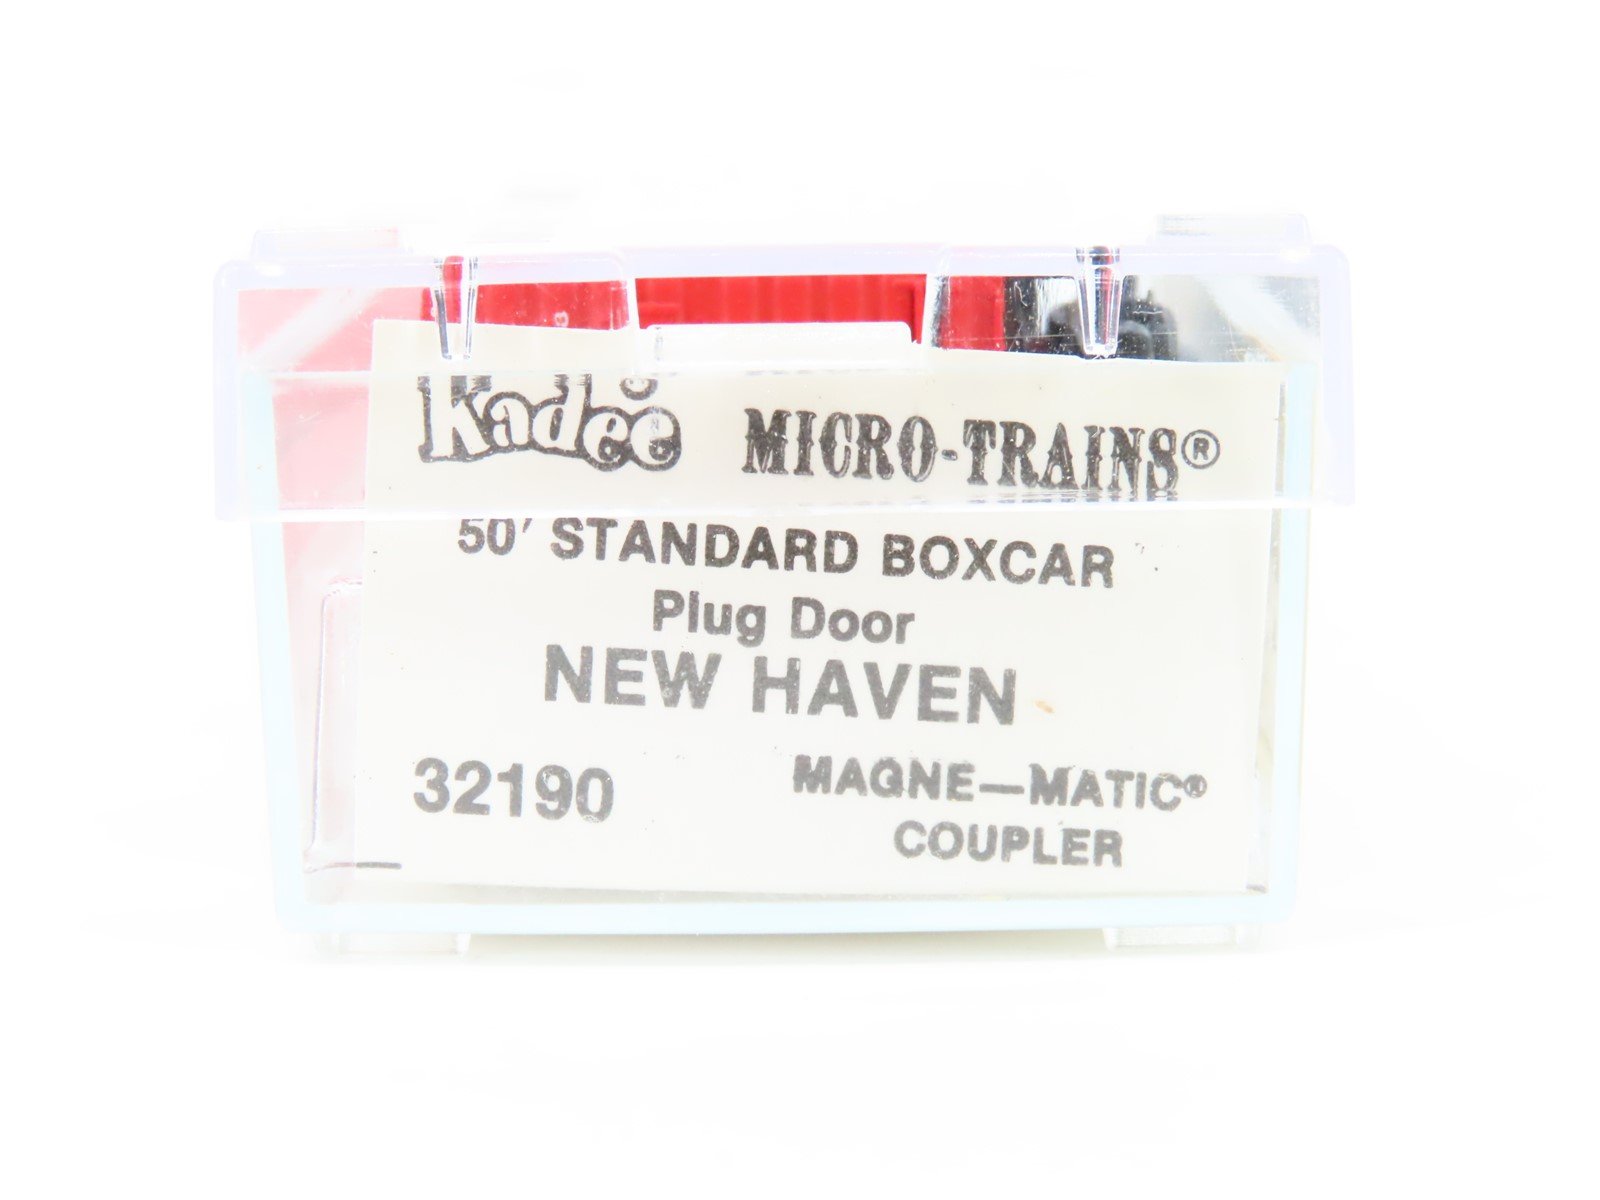 Kadee® MICRO-TRAINS®
50' STANDARD BOXCAR
Plug Door
NEW HAVEN
32190 MAGNE—MATIC®
COUPLER